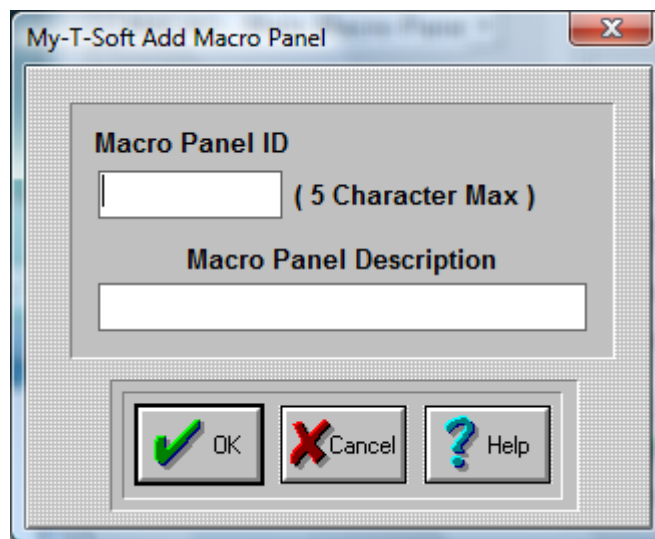 My-T-Soft Add Macro Panel
Macro Panel ID
( 5 Character Max )
Macro Panel Description
OK
Cancel
Help